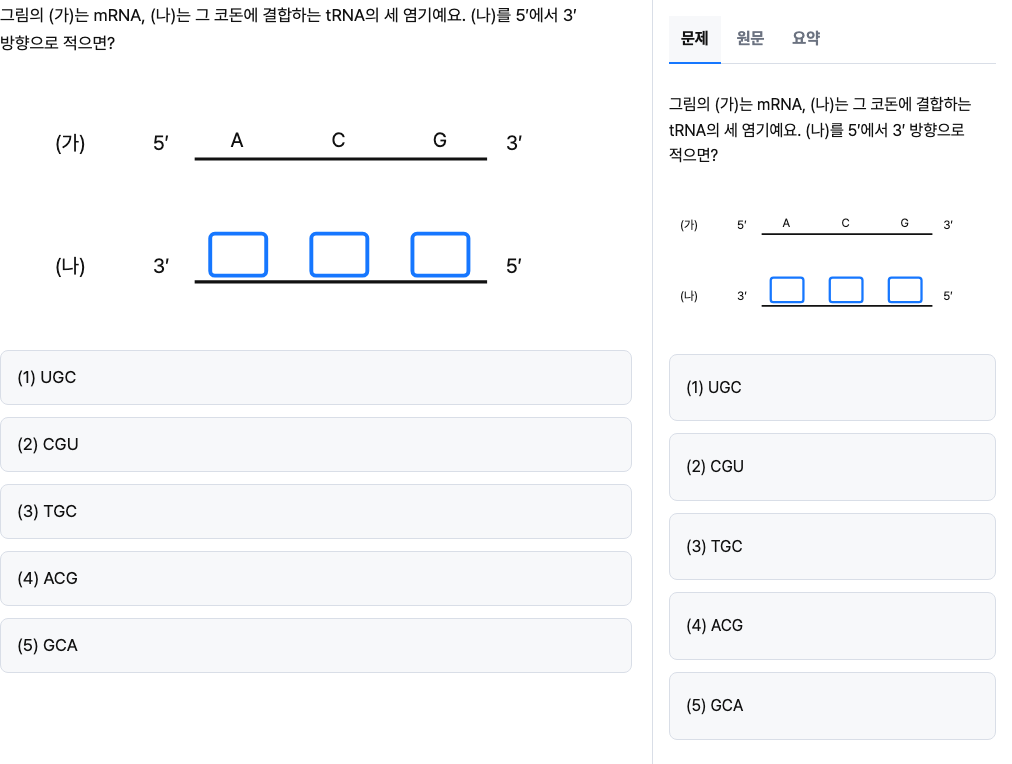 그림의 (가)는 mRNA, (나)는 그 코돈에 결합하는 tRNA의 세 염기예요. (나)를 5′에서 3′
방향으로 적으면?
(가) 5′ A C G 3′
(나) 3′ 5′
(1) UGC
(2) CGU
(3) TGC
(4) ACG
(5) GCA
문제 원문 요약
그림의 (가)는 mRNA, (나)는 그 코돈에 결합하는
tRNA의 세 염기예요. (나)를 5′에서 3′ 방향으로
적으면?
(가) 5′ A C G 3′
(나) 3′ 5′
(1) UGC
(2) CGU
(3) TGC
(4) ACG
(5) GCA